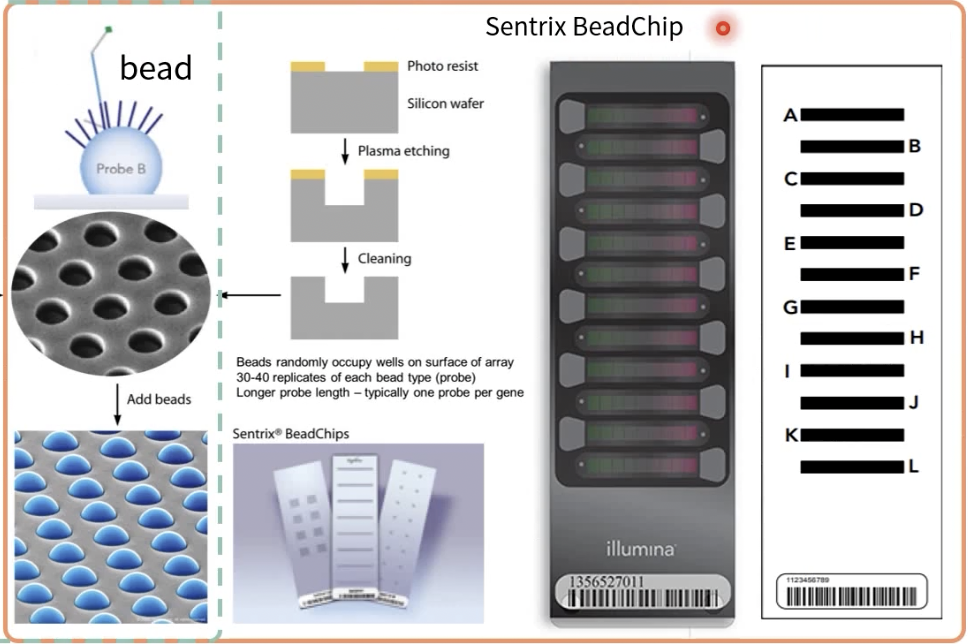 Sentrix BeadChip
bead
Probe B
Photo resist
Silicon wafer
Plasma etching
Cleaning
Beads randomly occupy wells on surface of array
30-40 replicates of each bead type (probe)
Longer probe length – typically one probe per gene
Add beads
Sentrix® BeadChips
illumına
1356527011
A
B
C
D
E
F
G
H
I
J
K
L
1123456789